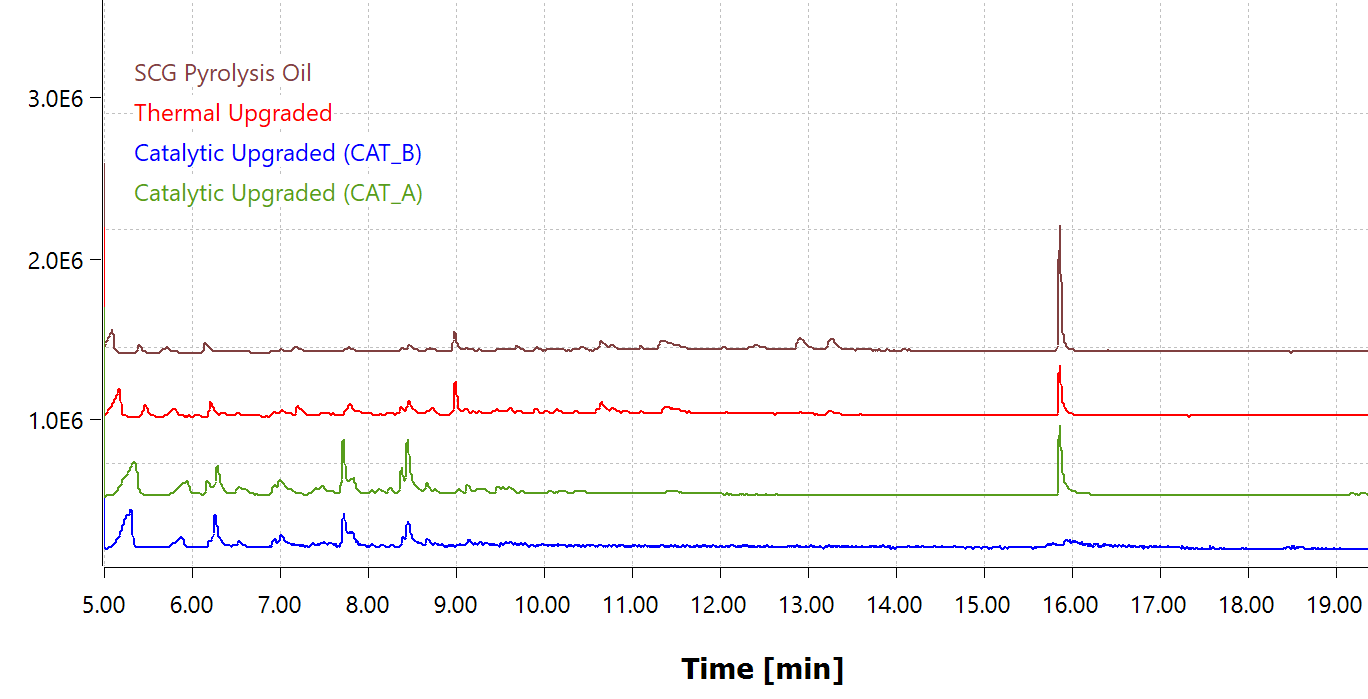 SCG Pyrolysis Oil
3.0E6
Thermal Upgraded
Catalytic Upgraded (CAT_B)
Catalytic Upgraded (CAT_A)
2.0E6
1.0E6
5.00 6.00 7.00 8.00 9.00 10.00 11.00 12.00 13.00 14.00 15.00 16.00 17.00 18.00 19.00
Time [min]